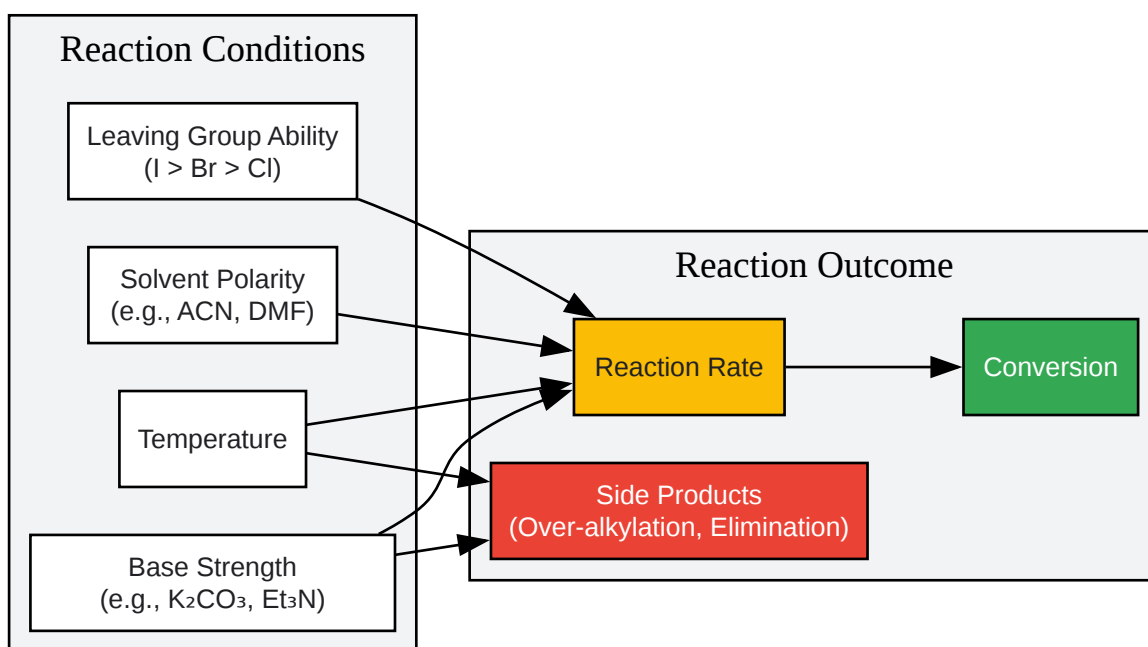 Reaction Conditions
Leaving Group Ability
(I > Br > Cl)
Solvent Polarity
(e.g., ACN, DMF)
Temperature
Base Strength
(e.g., K₂CO₃, Et₃N)
Reaction Outcome
Reaction Rate
Conversion
Side Products
(Over-alkylation, Elimination)